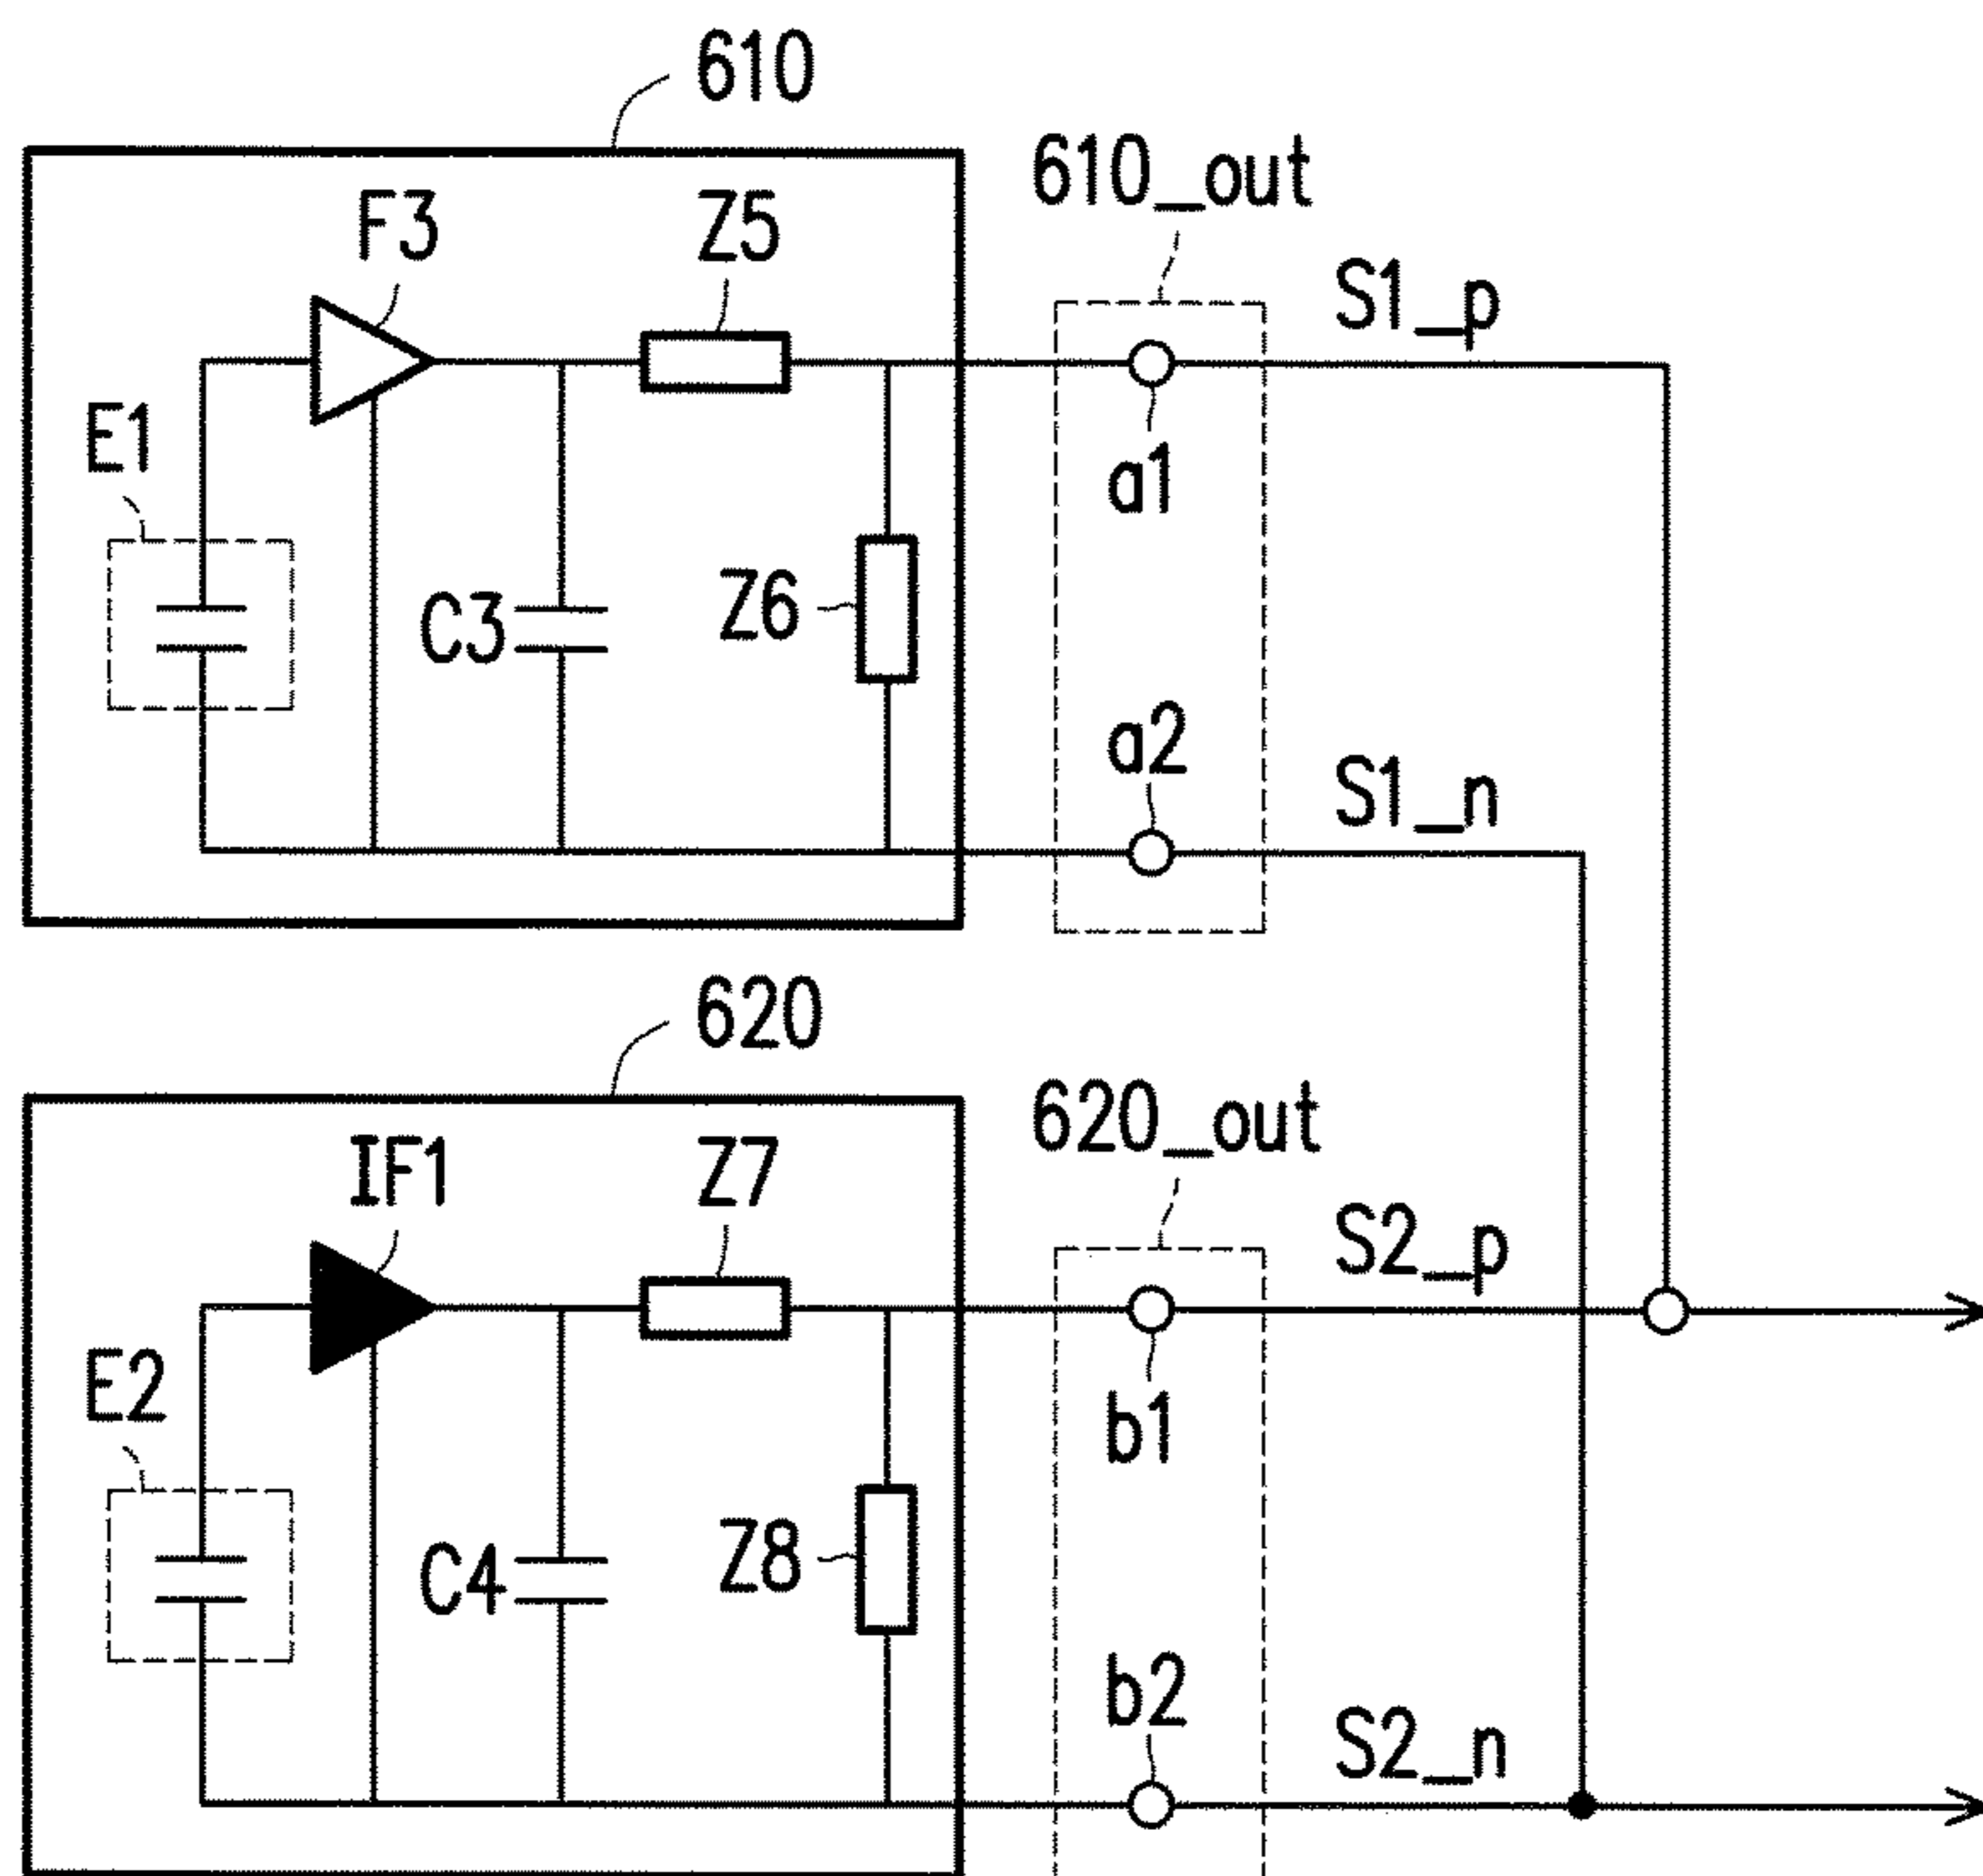 610
610_out
F3
Z5
S1_p
E1
a1
C3
Z6
a2
S1_n
620
620_out
IF1
Z7
S2_p
E2
b1
C4
Z8
b2
S2_n